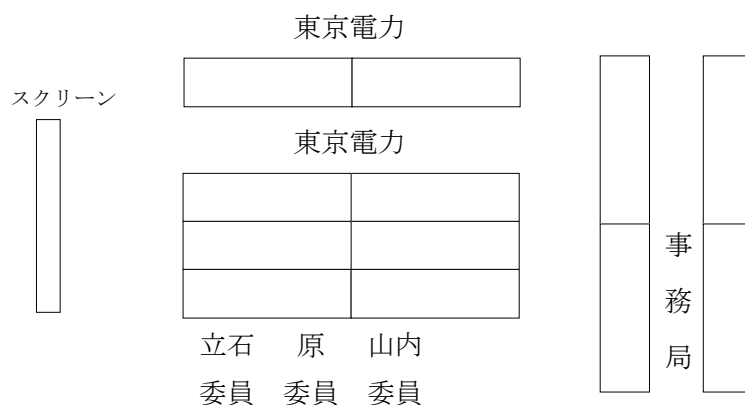 東京電力
スクリーン
東京電力
事務局
立石 原 山内
委員 委員 委員